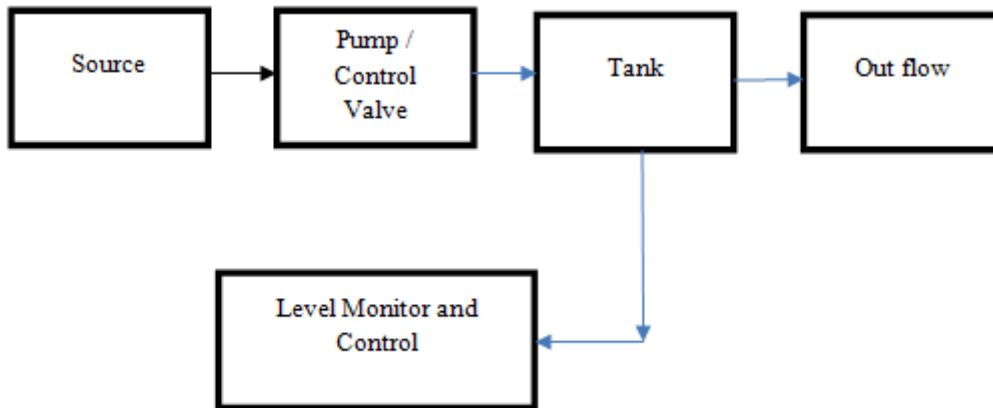 Source
Pump /
Control
Valve
Tank
Out flow
Level Monitor and
Control